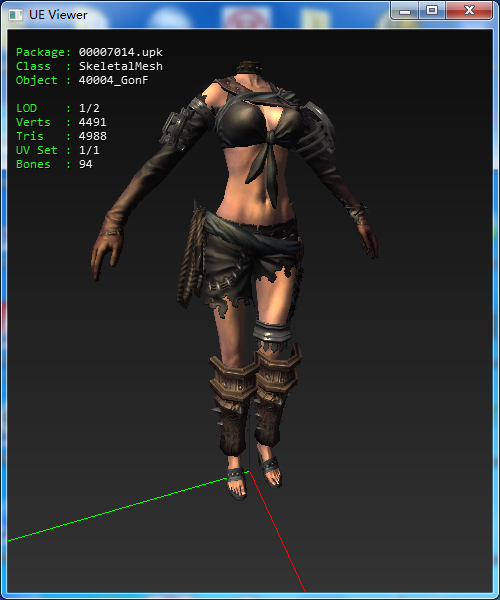 UE Viewer
Package: 00007014.upk
Class : SkeletalMesh
Object : 40004_GonF
LOD : 1/2
Verts : 4491
Tris : 4988
UV Set : 1/1
Bones : 94